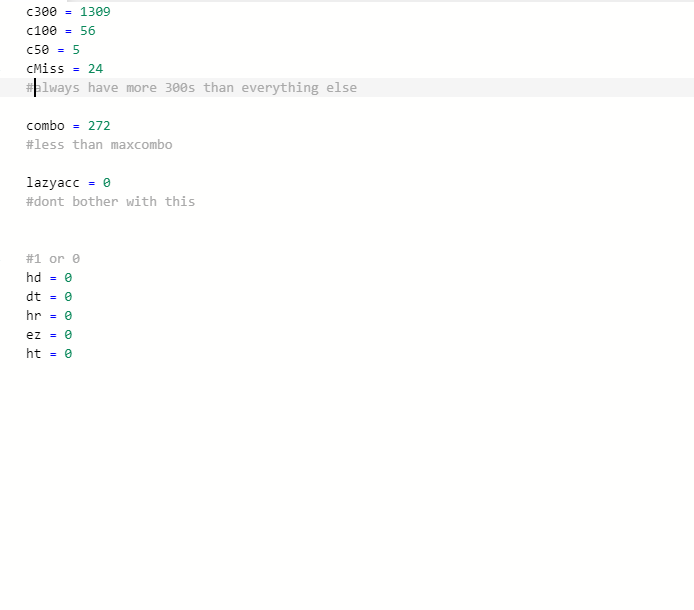 c300 = 1309
c100 = 56
c50 = 5
cMiss = 24
#always have more 300s than everything else
combo = 272
#less than maxcombo
lazyacc = 0
#dont bother with this
#1 or 0
hd = 0
dt = 0
hr = 0
ez = 0
ht = 0